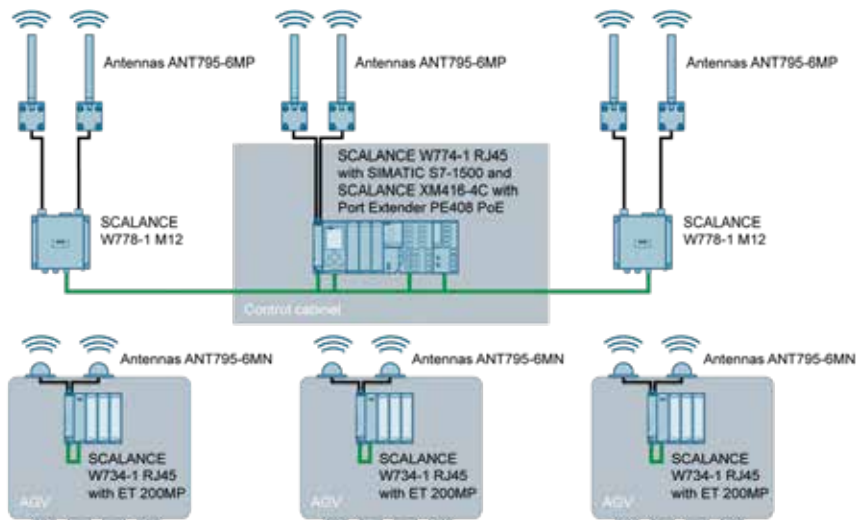 Antennas ANT795-6MP
Antennas ANT795-6MP
Antennas ANT795-6MP
SCALANCE W774-1 RJ45
with SIMATIC S7-1500 and
SCALANCE XM416-4C with
Port Extender PE408 PoE
SCALANCE
W778-1 M12
SCALANCE
W778-1 M12
Control cabinet
Antennas ANT795-6MN
Antennas ANT795-6MN
Antennas ANT795-6MN
SCALANCE
W734-1 RJ45
with ET 200MP
AGV
SCALANCE
W734-1 RJ45
with ET 200MP
AGV
SCALANCE
W734-1 RJ45
with ET 200MP
AGV